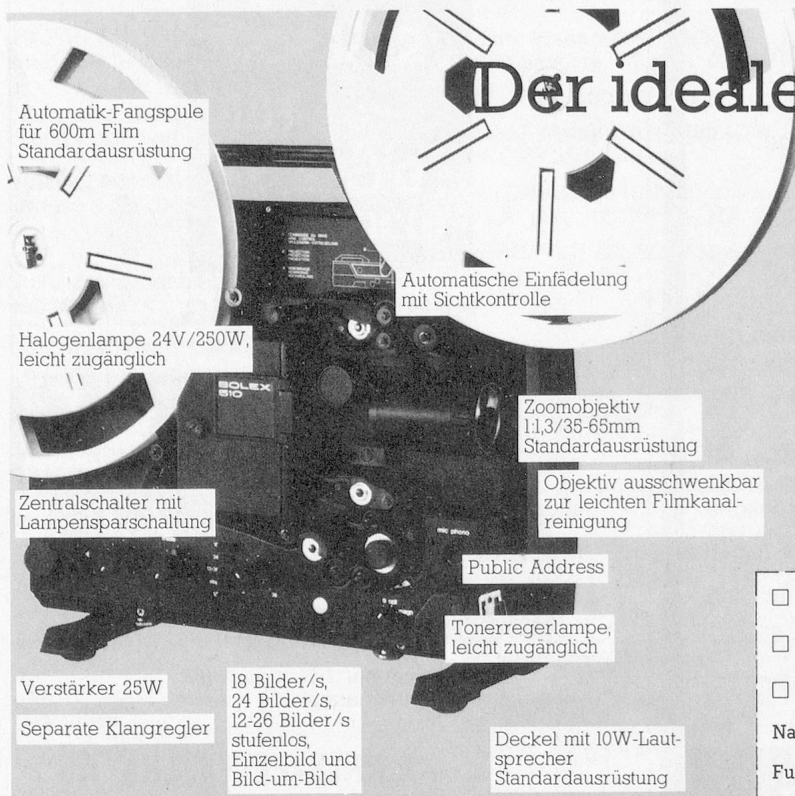 Der ideale
Automatik-Fangspule
für 600m Film
Standardausrüstung
Automatische Einfädelung
mit Sichtkontrolle
Halogenlampe 24V/250W,
leicht zugänglich
BOLEX
510
Zoomobjektiv
1:1,3/35-65mm
Standardausrüstung
Objektiv ausschwenkbar
zur leichten Filmkanal-
reinigung
Zentralschalter mit
Lampensparschaltung
mic phono
Public Address
Tonerregerlampe,
leicht zugänglich
Verstärker 25W
Separate Klangregler
18 Bilder/s,
24 Bilder/s,
12-26 Bilder/s
stufenlos,
Einzelbild und
Bild-um-Bild
Deckel mit 10W-Laut-
sprecher
Standardausrüstung
Na
Fu